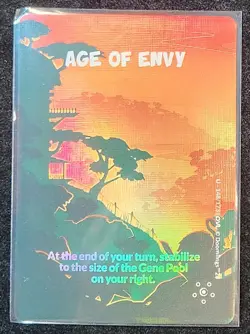 AGE OF ENVY
At the end of your turn, stabilize
to the size of the Gene Pool
on your right.